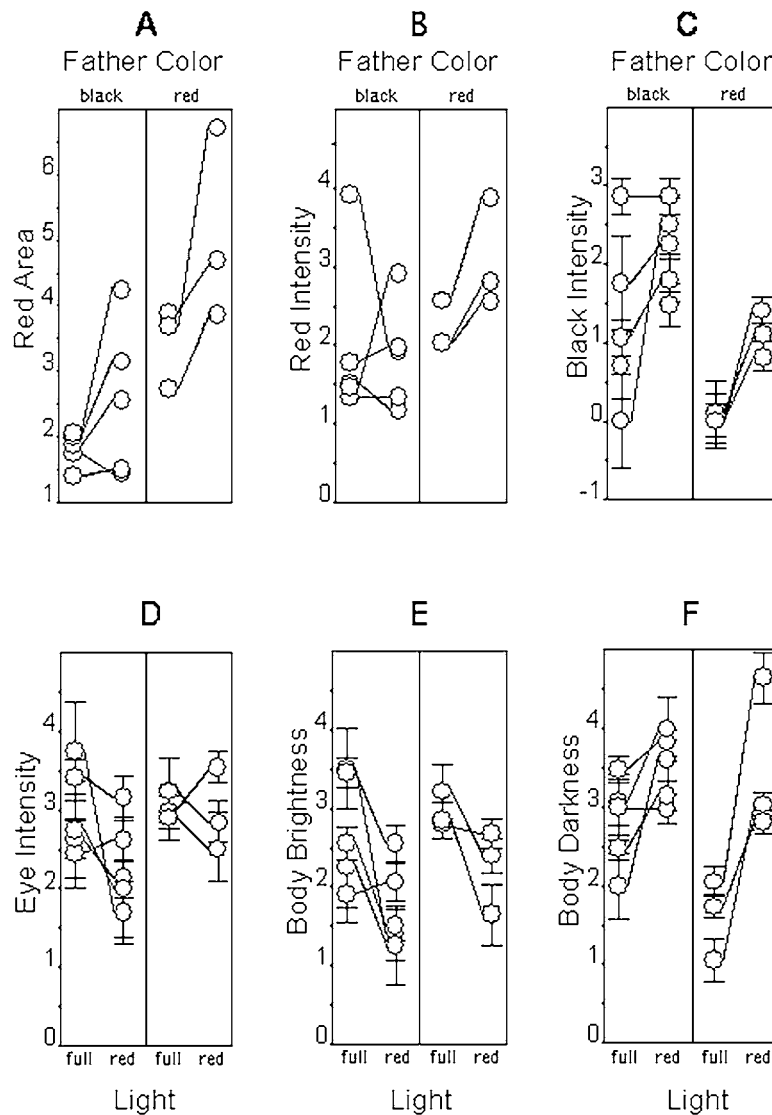 A B C
Father Color Father Color Father Color
black red black red black red
Red Area
6
5
4
3
2
1
Red Intensity
4
3
2
1
0
Black Intensity
3
2
1
0
-1
D E F
Eye Intensity
4
3
2
1
0
Body Brightness
4
3
2
1
0
Body Darkness
4
3
2
1
0
full red full red full red full red full red full red
Light Light Light